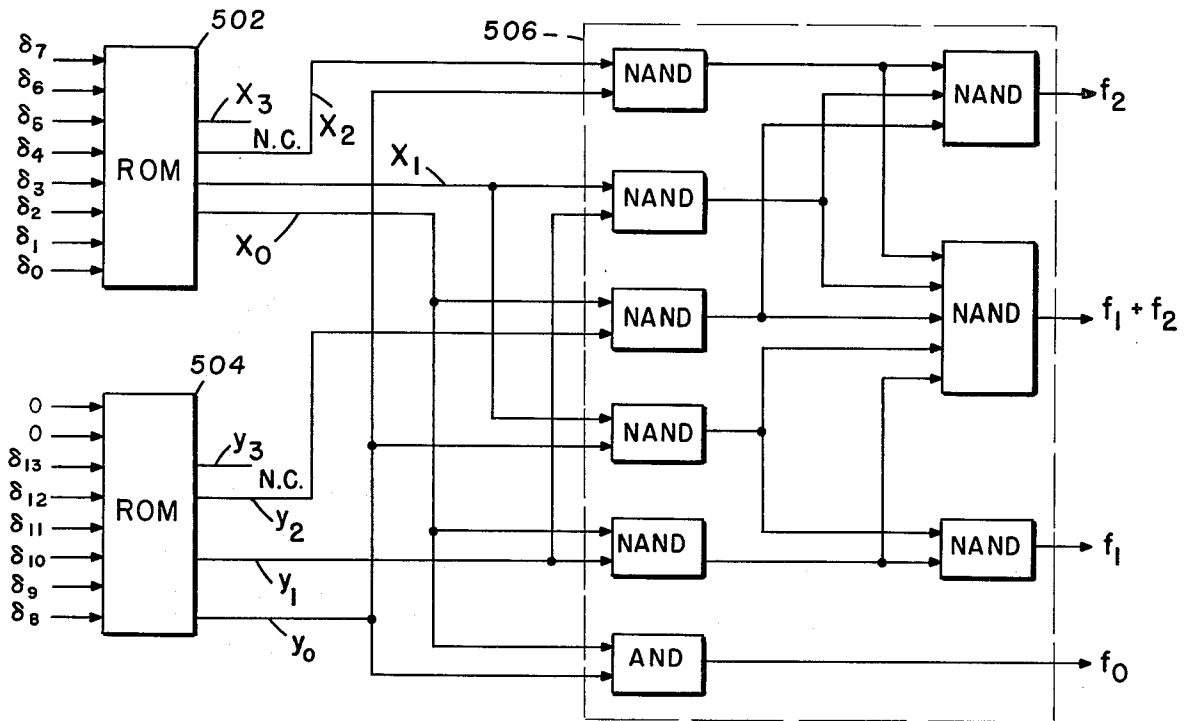 502
δ7
δ6
δ5
δ4
δ3
δ2
δ1
δ0
ROM
X3
N.C.
X2
X1
X0
504
0
0
δ13
δ12
δ11
δ10
δ9
δ8
ROM
y3
N.C.
y2
y1
y0
506
NAND
NAND
NAND
NAND
NAND
AND
NAND
NAND
NAND
f2
f1 + f2
f1
f0